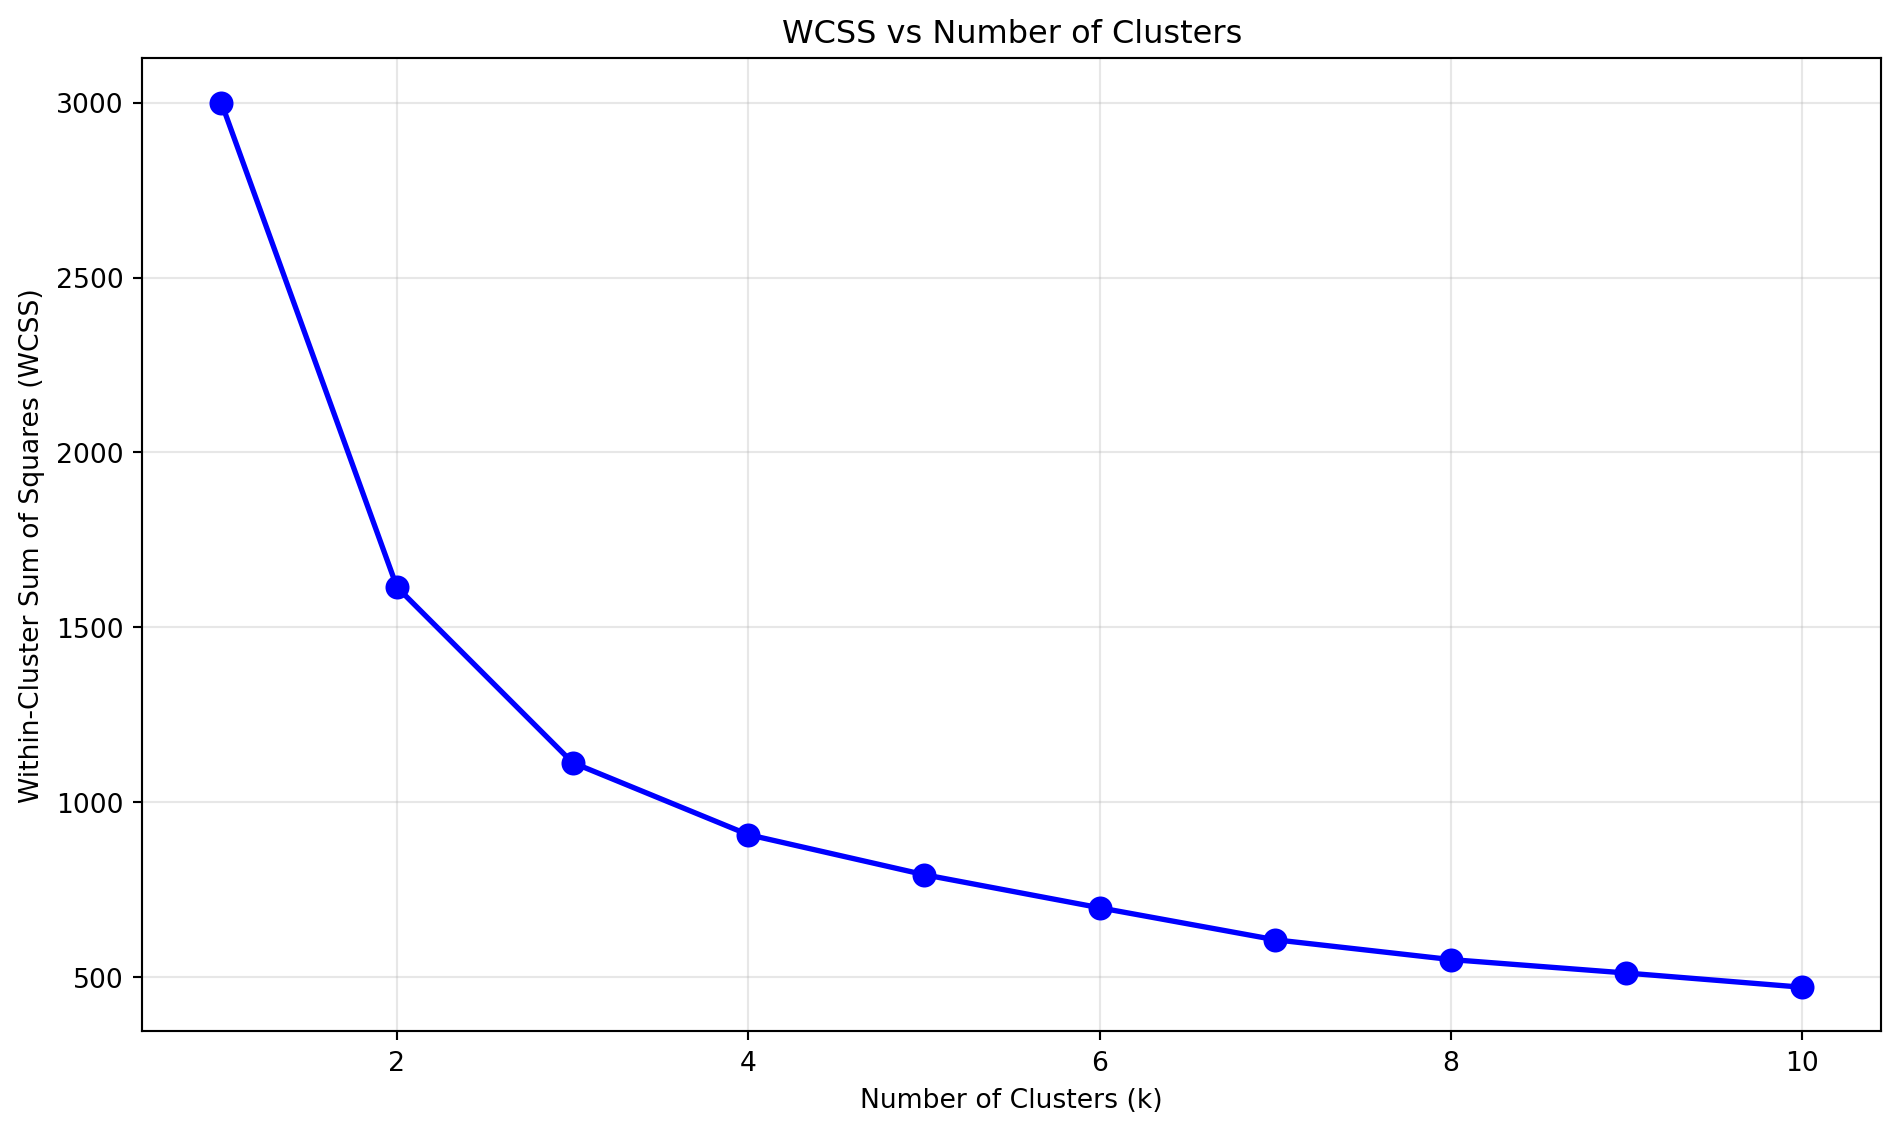 WCSS vs Number of Clusters
Within-Cluster Sum of Squares (WCSS)
3000
2500
2000
1500
1000
500
2 4 6 8 10
Number of Clusters (k)